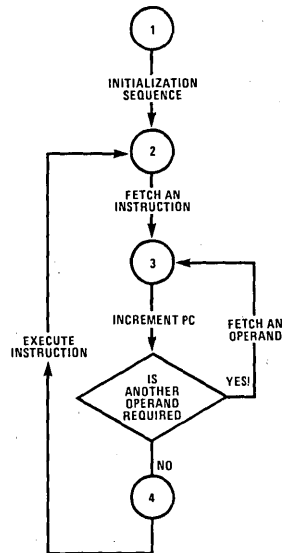 1
INITIALIZATION
SEQUENCE
2
FETCH AN
INSTRUCTION
3
INCREMENT PC
FETCH AN
OPERAND
EXECUTE
INSTRUCTION
IS
ANOTHER
OPERAND
REQUIRED
YES!
NO
4